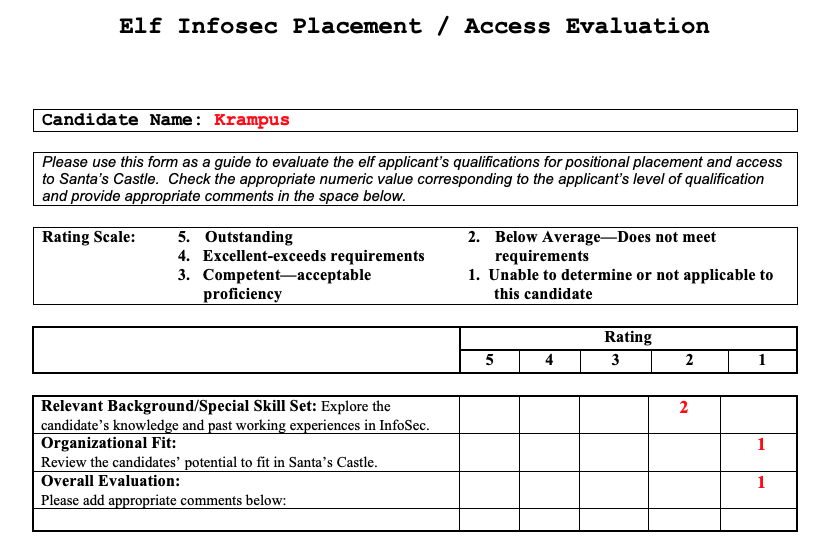 Elf Infosec Placement / Access Evaluation
Candidate Name: Krampus
Please use this form as a guide to evaluate the elf applicant’s qualifications for positional placement and access
to Santa’s Castle.  Check the appropriate numeric value corresponding to the applicant’s level of qualification
and provide appropriate comments in the space below.
Rating Scale:
5. Outstanding
4. Excellent-exceeds requirements
3. Competent—acceptable
proficiency
2. Below Average—Does not meet
requirements
1. Unable to determine or not applicable to
this candidate
Rating
5 4 3 2 1
Relevant Background/Special Skill Set: Explore the
candidate’s knowledge and past working experiences in InfoSec.
2
Organizational Fit:
Review the candidates’ potential to fit in Santa’s Castle.
1
Overall Evaluation:
Please add appropriate comments below:
1